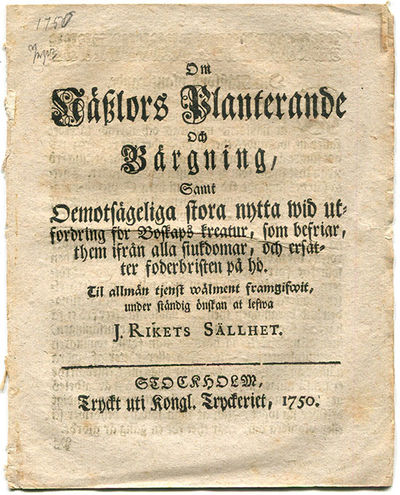 1750
Om
Näßlors Planterande
Och
Bärgning,
Samt
Oemotsägeliga stora nytta wid ut-
fordring för Boskaps kreatur, som befriar,
them ifrån alla siukdomar, och ersät-
ter foderbristen på hö.
Til allmän tjenst wälment framgifwit,
under ständig önskan at lefwa
J. RIKETS SÄLLHET.
STOCKHOLM,
Tryckt uti Kongl. Tryckeriet, 1750.